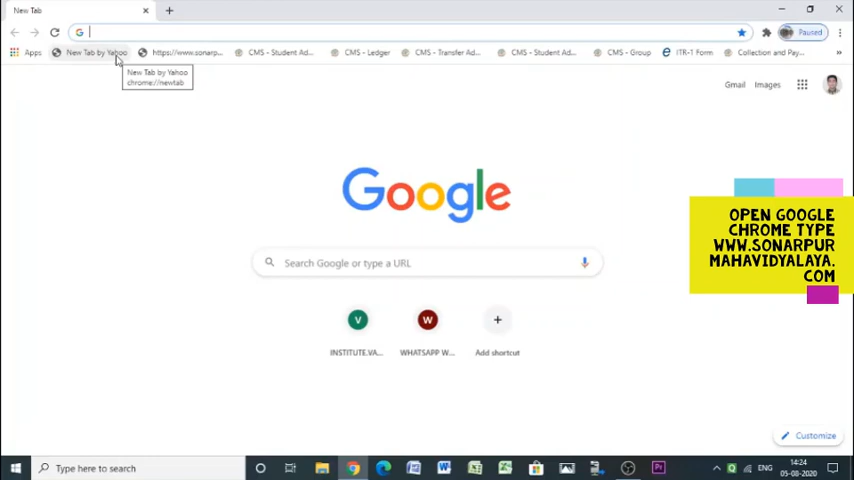 New Tab
Paused
Apps
New Tab by Yahoo
https://www.sonarp...
CMS - Student Ad...
CMS - Ledger
CMS - Transfer Ad...
CMS - Student Ad...
CMS - Group
ITR-1 Form
Collection and Pay...
New Tab by Yahoo
chrome://newtab
Gmail
Images
Google
Search Google or type a URL
OPEN GOOGLE
CHROME TYPE
WWW.SONARPUR
MAHAVIDYALAYA.
COM
V
W
INSTITUTE.VA...
WHATSAPP W...
Add shortcut
Customize
Type here to search
ENG
14:24
05-08-2020